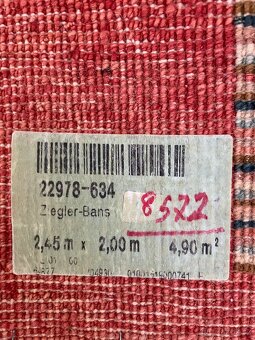 22978-634
Ziegler-Bans
8522
2,45 m x 2,00 m 4,90 m²